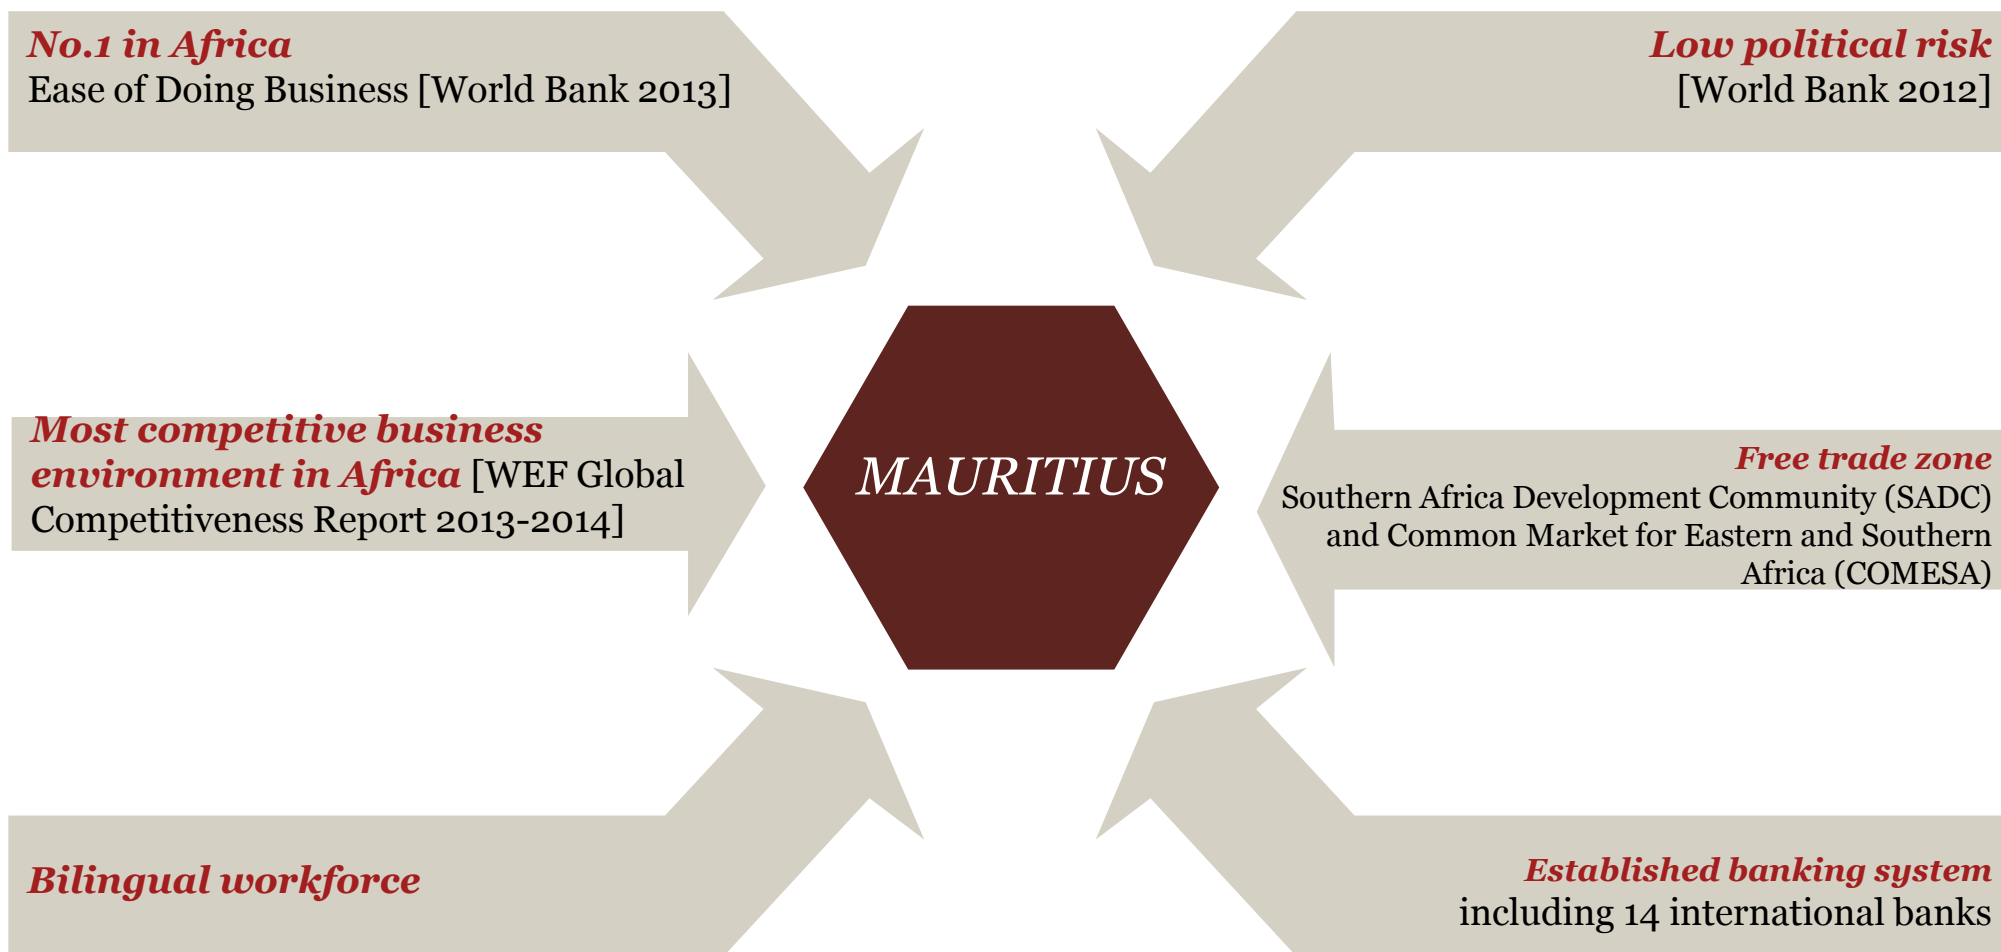 No.1 in Africa
Ease of Doing Business [World Bank 2013]
Low political risk
[World Bank 2012]
Most competitive business
environment in Africa [WEF Global
Competitiveness Report 2013-2014]
MAURITIUS
Free trade zone
Southern Africa Development Community (SADC)
and Common Market for Eastern and Southern
Africa (COMESA)
Bilingual workforce
Established banking system
including 14 international banks